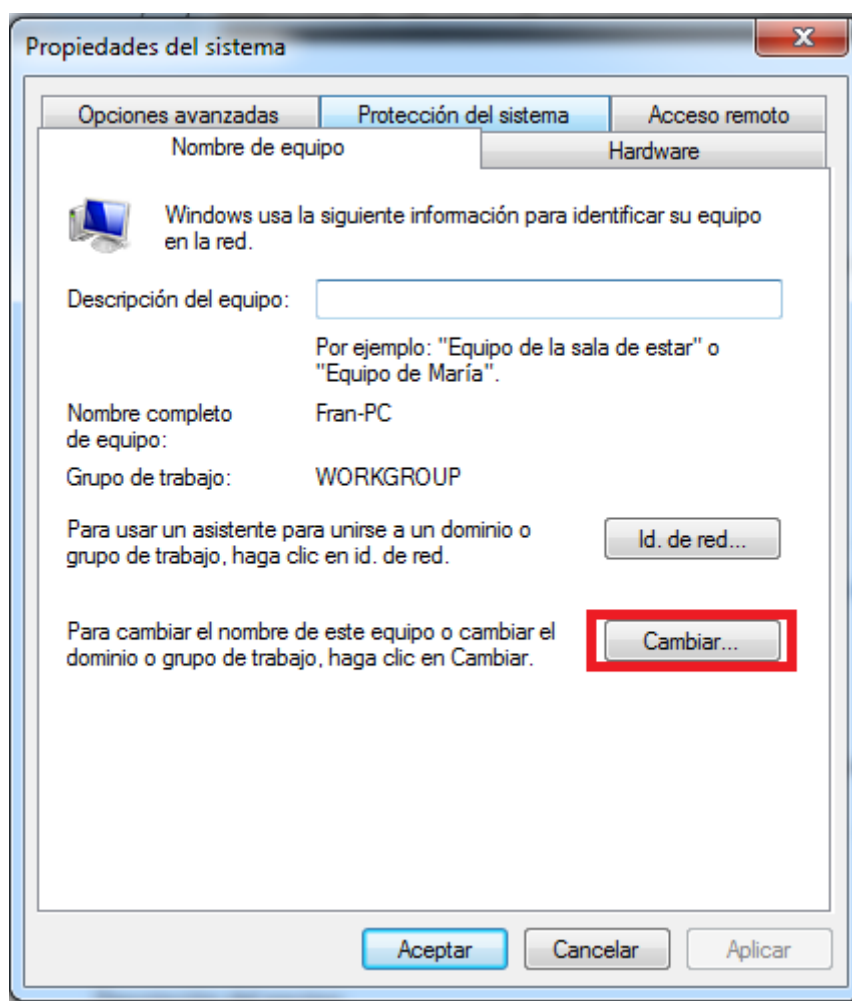 Propiedades del sistema
Opciones avanzadas
Protección del sistema
Acceso remoto
Nombre de equipo
Hardware
Windows usa la siguiente información para identificar su equipo
en la red.
Descripción del equipo:
Por ejemplo: "Equipo de la sala de estar" o
"Equipo de María".
Nombre completo
de equipo:
Fran-PC
Grupo de trabajo:
WORKGROUP
Para usar un asistente para unirse a un dominio o
grupo de trabajo, haga clic en id. de red.
Id. de red...
Para cambiar el nombre de este equipo o cambiar el
dominio o grupo de trabajo, haga clic en Cambiar.
Cambiar...
Aceptar
Cancelar
Aplicar